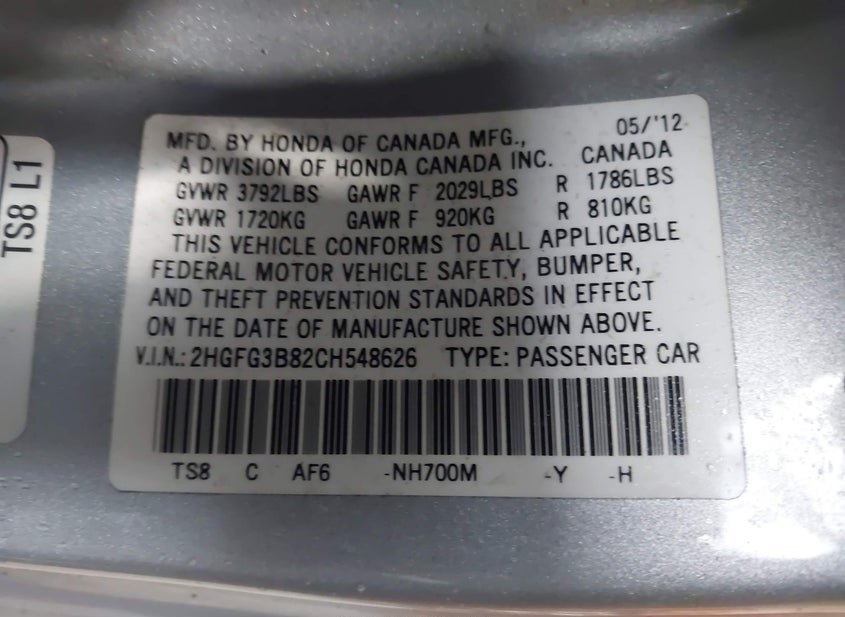 TS8 L1
MFD. BY HONDA OF CANADA MFG., 05/'12
A DIVISION OF HONDA CANADA INC. CANADA
GVWR 3792LBS GAWR F 2029LBS R 1786LBS
GVWR 1720KG GAWR F 920KG R 810KG
THIS VEHICLE CONFORMS TO ALL APPLICABLE
FEDERAL MOTOR VEHICLE SAFETY, BUMPER,
AND THEFT PREVENTION STANDARDS IN EFFECT
ON THE DATE OF MANUFACTURE SHOWN ABOVE.
V.I.N.: 2HGFG3B82CH548626 TYPE: PASSENGER CAR
TS8 C AF6 -NH700M -Y -H